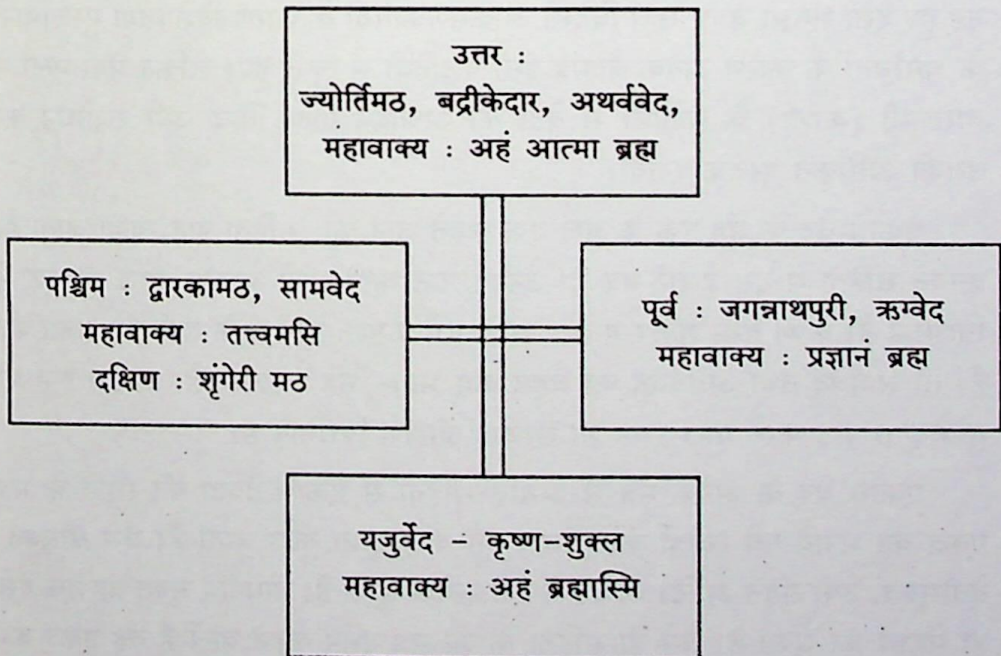 उत्तर :
ज्योर्तिमठ, बद्रीकेदार, अथर्ववेद,
महावाक्य : अहं आत्मा ब्रह्म
पश्चिम : द्वारकामठ, सामवेद
महावाक्य : तत्त्वमसि
दक्षिण : शृंगेरी मठ
पूर्व : जगन्नाथपुरी, ऋग्वेद
महावाक्य : प्रज्ञानं ब्रह्म
यजुर्वेद – कृष्ण-शुक्ल
महावाक्य : अहं ब्रह्मास्मि